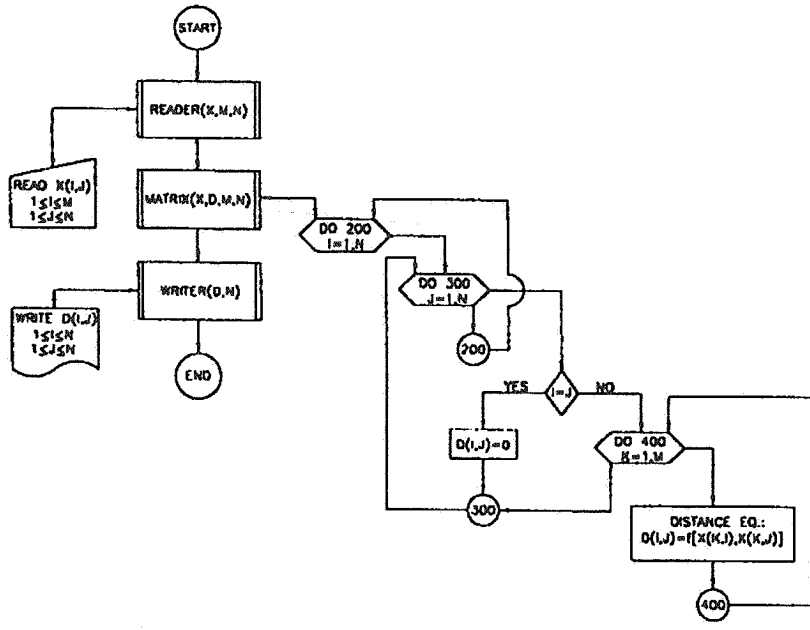 START
READER(X,M,N)
READ X(I,J)
1≤I≤M
1≤J≤N
MATRIX(X,D,M,N)
DO 200
I=1,N
DO 300
J=1,N
WRITER(D,N)
WRITE D(I,J)
1≤I≤N
1≤J≤N
200
END
YES
I=J
NO
D(I,J)=0
DO 400
K=1,M
300
DISTANCE EQ.:
D(I,J)=f[X(K,I),X(K,J)]
400